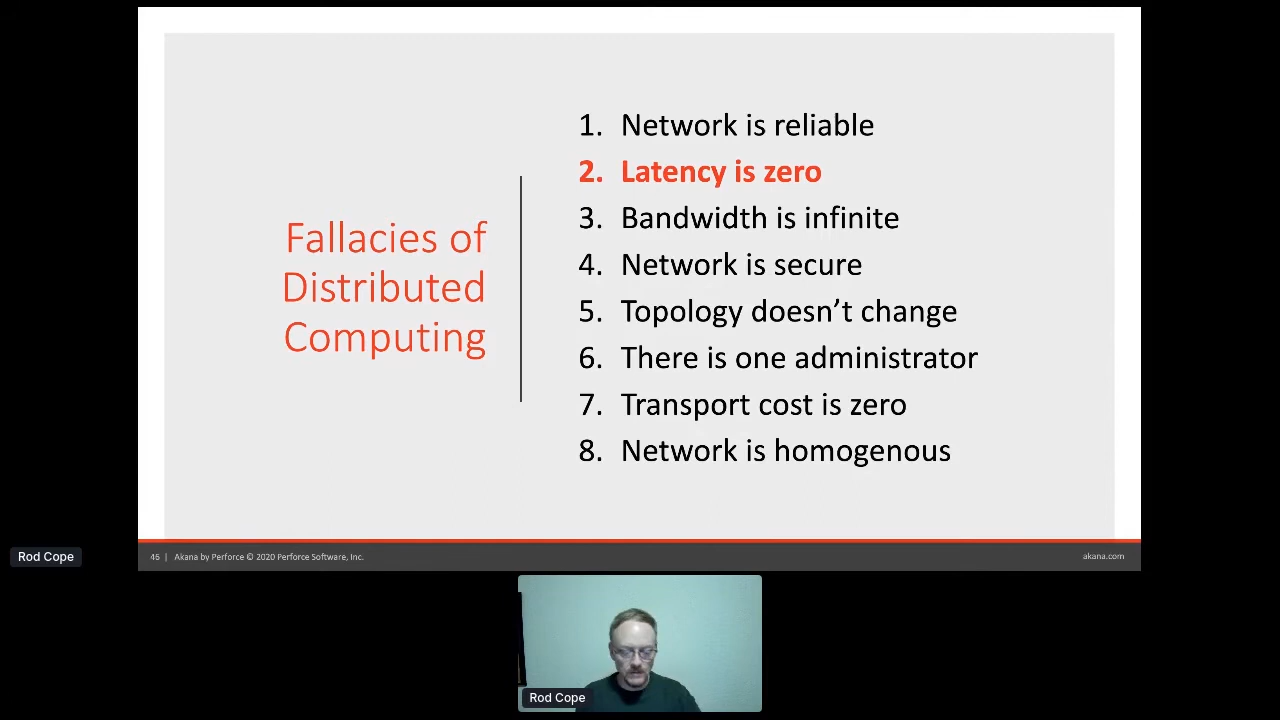 Fallacies of
Distributed
Computing
1. Network is reliable
2. Latency is zero
3. Bandwidth is infinite
4. Network is secure
5. Topology doesn’t change
6. There is one administrator
7. Transport cost is zero
8. Network is homogenous
46 | Akana by Perforce © 2020 Perforce Software, Inc.
akana.com
Rod Cope
Rod Cope